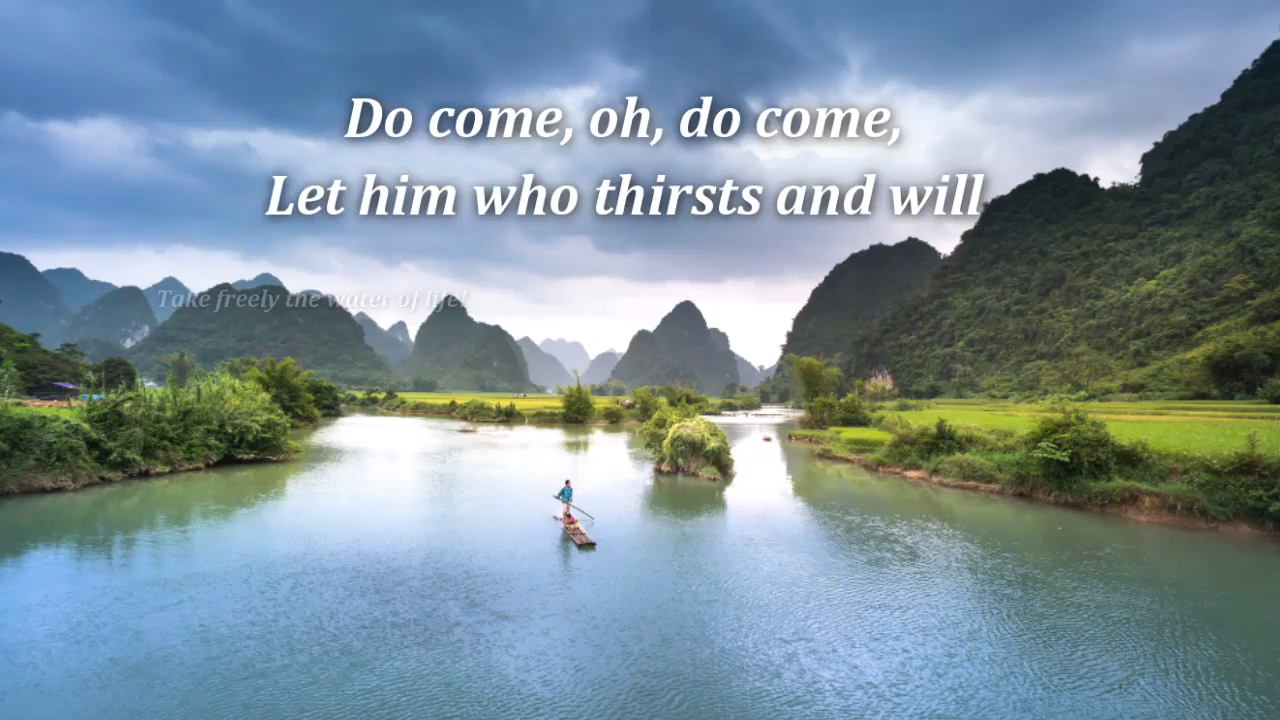 Do come, oh, do come,
Let him who thirsts and will
Take freely the water of life!